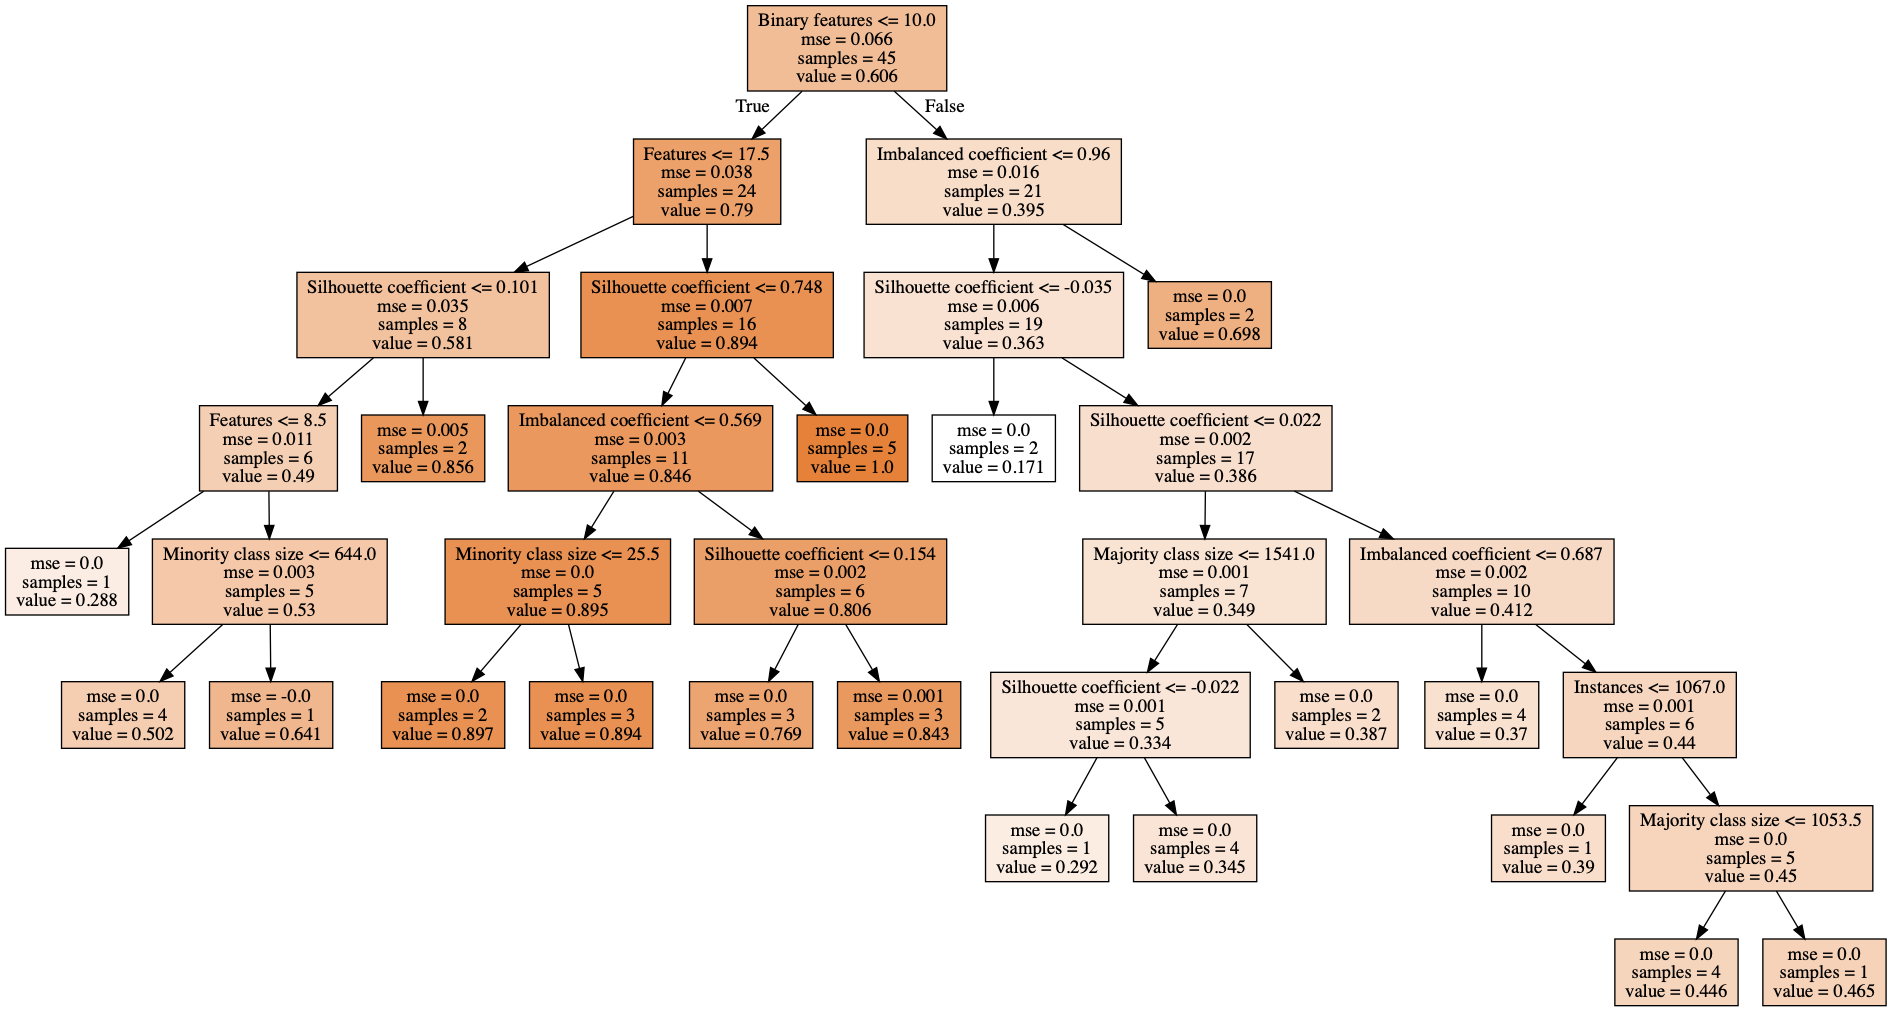 Binary features <= 10.0
mse = 0.066
samples = 45
value = 0.606
True
False
Features <= 17.5
mse = 0.038
samples = 24
value = 0.79
Imbalanced coefficient <= 0.96
mse = 0.016
samples = 21
value = 0.395
Silhouette coefficient <= 0.101
mse = 0.035
samples = 8
value = 0.581
Silhouette coefficient <= 0.748
mse = 0.007
samples = 16
value = 0.894
Silhouette coefficient <= -0.035
mse = 0.006
samples = 19
value = 0.363
mse = 0.0
samples = 2
value = 0.698
Features <= 8.5
mse = 0.011
samples = 6
value = 0.49
mse = 0.005
samples = 2
value = 0.856
Imbalanced coefficient <= 0.569
mse = 0.003
samples = 11
value = 0.846
mse = 0.0
samples = 5
value = 1.0
mse = 0.0
samples = 2
value = 0.171
Silhouette coefficient <= 0.022
mse = 0.002
samples = 17
value = 0.386
mse = 0.0
samples = 1
value = 0.288
Minority class size <= 644.0
mse = 0.003
samples = 5
value = 0.53
Minority class size <= 25.5
mse = 0.0
samples = 5
value = 0.895
Silhouette coefficient <= 0.154
mse = 0.002
samples = 6
value = 0.806
Majority class size <= 1541.0
mse = 0.001
samples = 7
value = 0.349
Imbalanced coefficient <= 0.687
mse = 0.002
samples = 10
value = 0.412
mse = 0.0
samples = 4
value = 0.502
mse = -0.0
samples = 1
value = 0.641
mse = 0.0
samples = 2
value = 0.897
mse = 0.0
samples = 3
value = 0.894
mse = 0.0
samples = 3
value = 0.769
mse = 0.001
samples = 3
value = 0.843
Silhouette coefficient <= -0.022
mse = 0.001
samples = 5
value = 0.334
mse = 0.0
samples = 2
value = 0.387
mse = 0.0
samples = 4
value = 0.37
Instances <= 1067.0
mse = 0.001
samples = 6
value = 0.44
mse = 0.0
samples = 1
value = 0.292
mse = 0.0
samples = 4
value = 0.345
mse = 0.0
samples = 1
value = 0.39
Majority class size <= 1053.5
mse = 0.0
samples = 5
value = 0.45
mse = 0.0
samples = 4
value = 0.446
mse = 0.0
samples = 1
value = 0.465